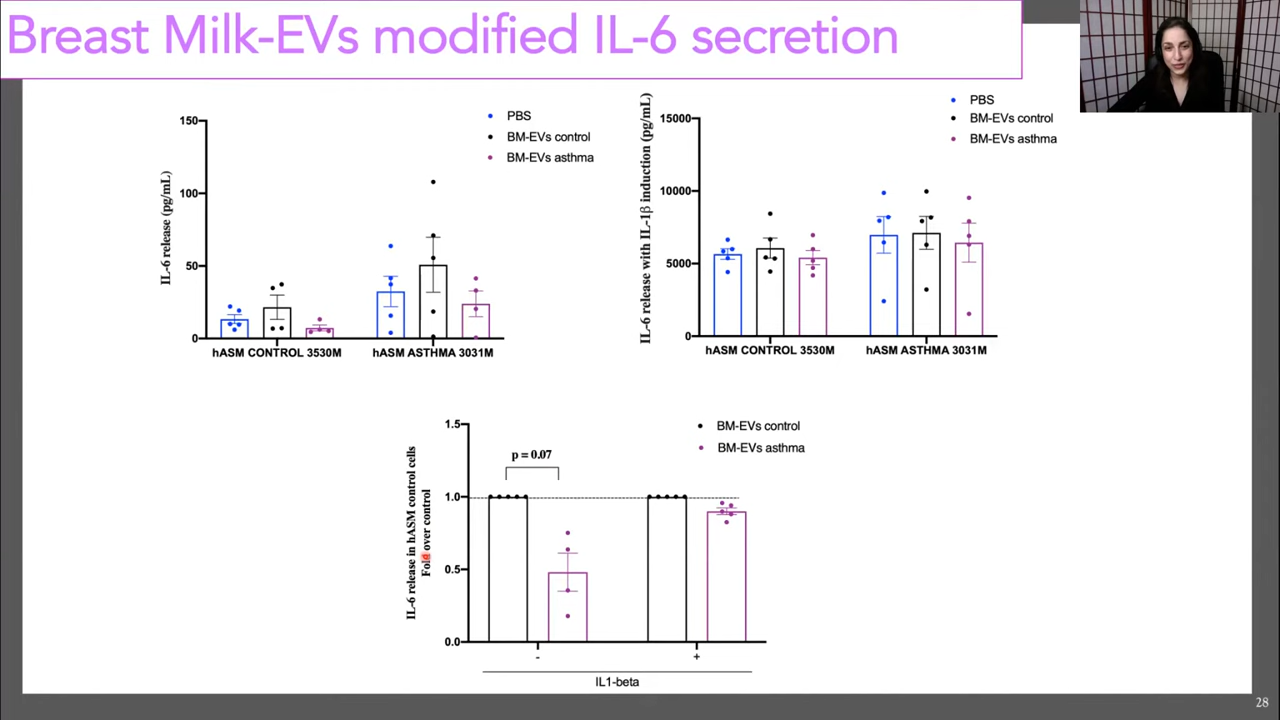 Breast Milk-EVs modified IL-6 secretion
PBS
BM-EVs control
BM-EVs asthma
IL-6 release (pg/mL)
150
100
50
0
hASM CONTROL 3530M
hASM ASTHMA 3031M
PBS
BM-EVs control
BM-EVs asthma
IL-6 release with IL-1β induction (pg/mL)
15000
10000
5000
0
hASM CONTROL 3530M
hASM ASTHMA 3031M
BM-EVs control
BM-EVs asthma
IL-6 release in hASM control cells
Fold over control
1.5
1.0
0.5
0.0
p = 0.07
-
+
IL1-beta
28